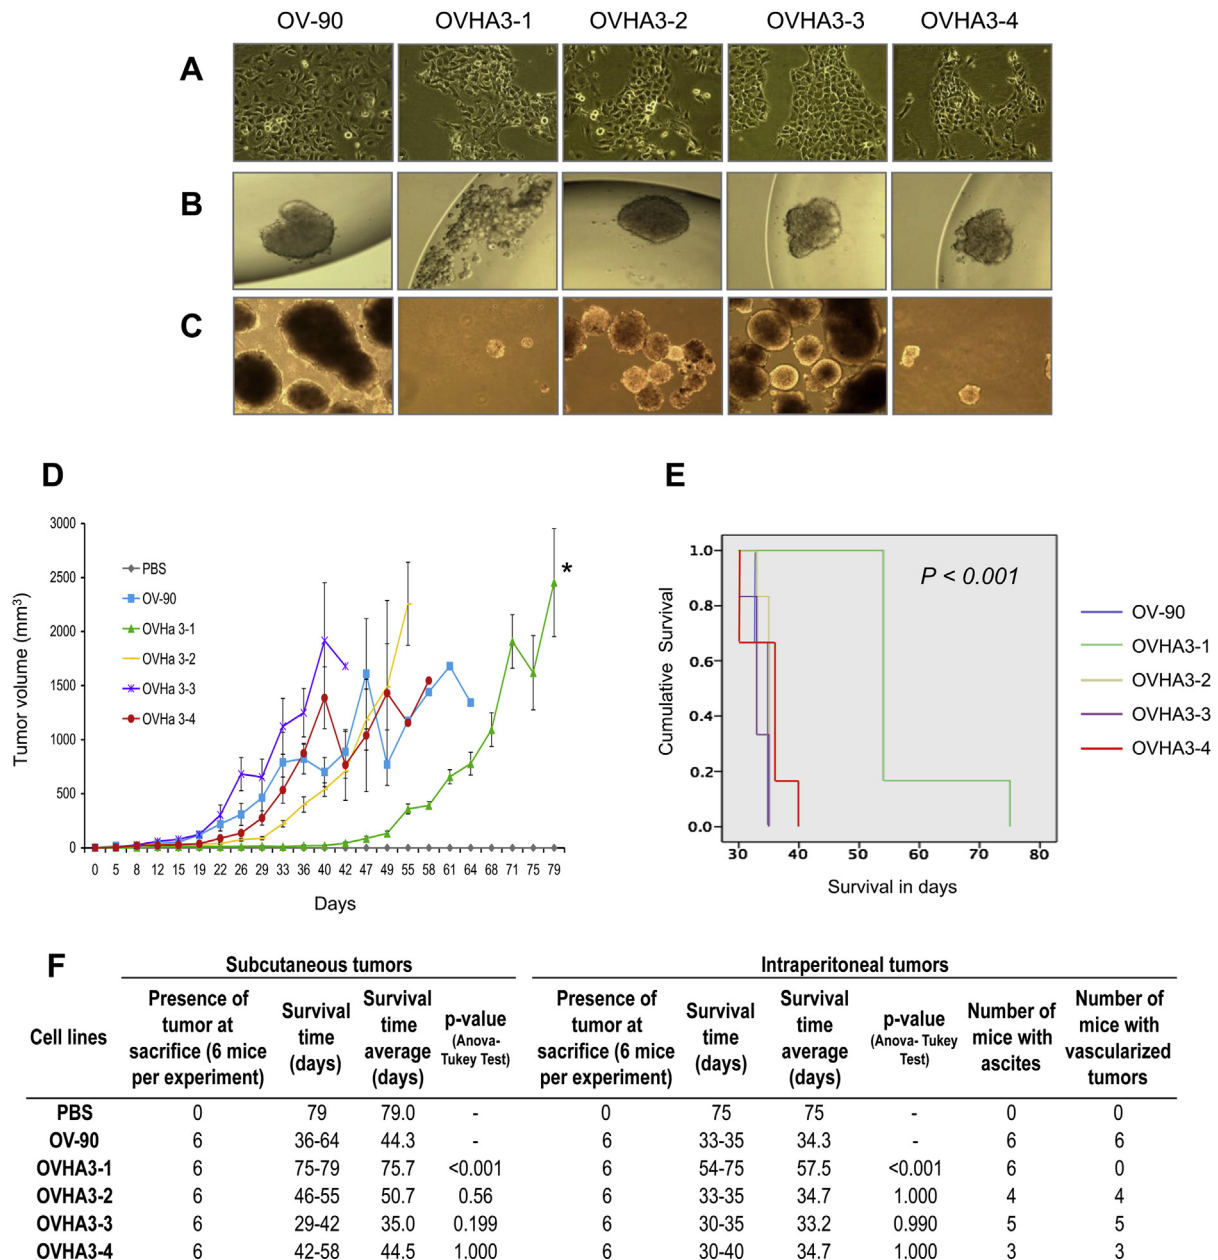 OV-90 OVHA3-1 OVHA3-2 OVHA3-3 OVHA3-4
A
B
C
D
Tumor volume (mm³)
3000
2500
2000
1500
1000
500
0
PBS
OV-90
OVHa 3-1
OVHa 3-2
OVHa 3-3
OVHa 3-4
*
0 5 8 12 15 19 22 26 29 33 36 40 42 47 49 55 58 61 64 68 71 75 79
Days
E
Cumulative Survival
1.0
0.8
0.6
0.4
0.2
0.0
P < 0.001
30 40 50 60 70 80
Survival in days
OV-90
OVHA3-1
OVHA3-2
OVHA3-3
OVHA3-4
F
Subcutaneous tumors Intraperitoneal tumors
Cell lines
Presence of
tumor at
sacrifice (6 mice
per experiment)
Survival
time
(days)
Survival
time
average
(days)
p-value
(Anova-
Tukey Test)
Presence of
tumor at
sacrifice (6 mice
per experiment)
Survival
time
(days)
Survival
time
average
(days)
p-value
(Anova- Tukey
Test)
Number of
mice with
ascites
Number of
mice with
vascularized
tumors
PBS 0 79 79.0 - 0 75 75 - 0 0
OV-90 6 36-64 44.3 - 6 33-35 34.3 - 6 6
OVHA3-1 6 75-79 75.7 <0.001 6 54-75 57.5 <0.001 6 0
OVHA3-2 6 46-55 50.7 0.56 6 33-35 34.7 1.000 4 4
OVHA3-3 6 29-42 35.0 0.199 6 30-35 33.2 0.990 5 5
OVHA3-4 6 42-58 44.5 1.000 6 30-40 34.7 1.000 3 3